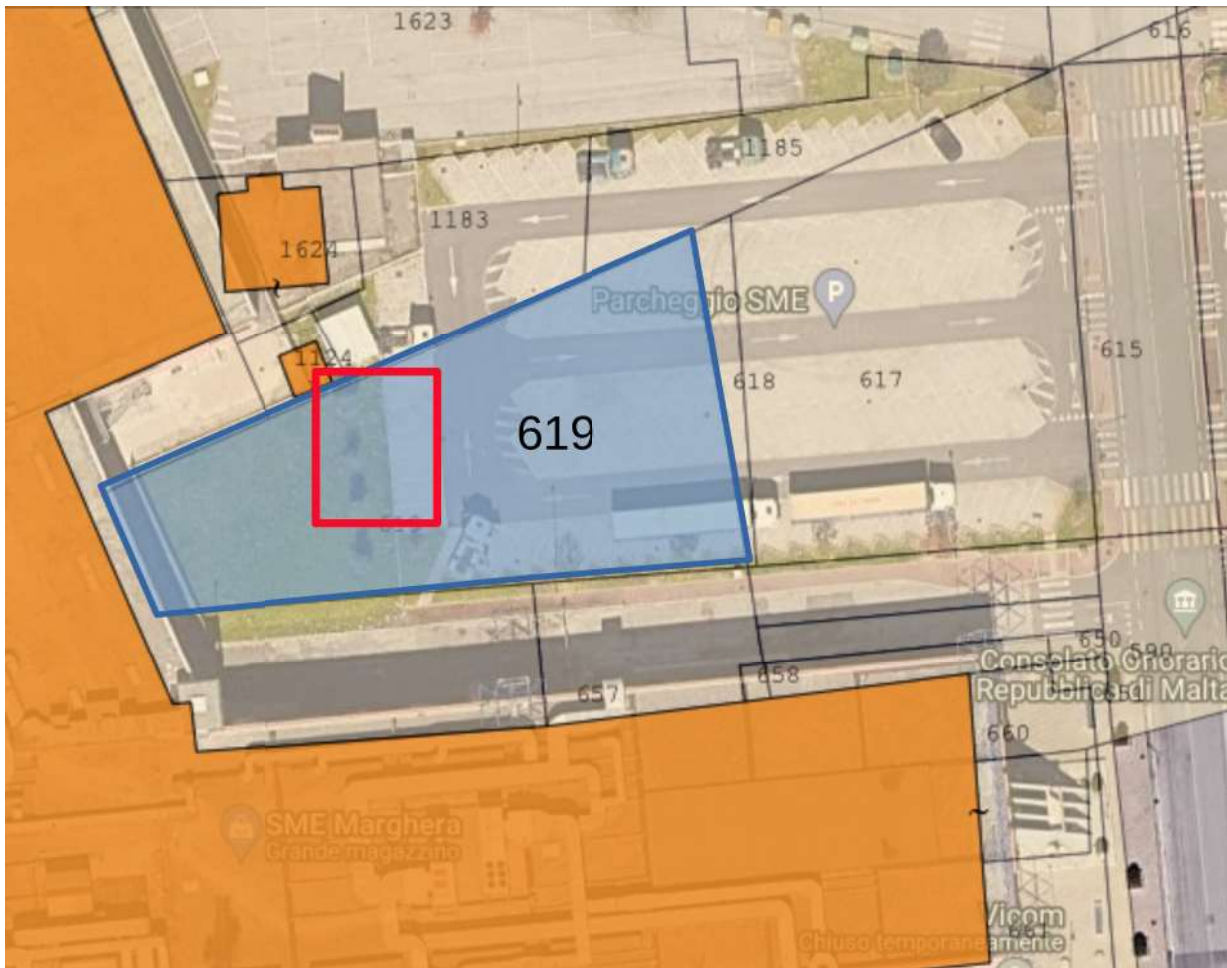 1623
616
1185
1183
1624
Parcheggio SME
P
615
1124
618
617
619
650
590
Consolato Onorario
Repubblica di Malta
658
657
660
SME Marghera
Grande magazzino
Vicom
Chiuso temporaneamente
661